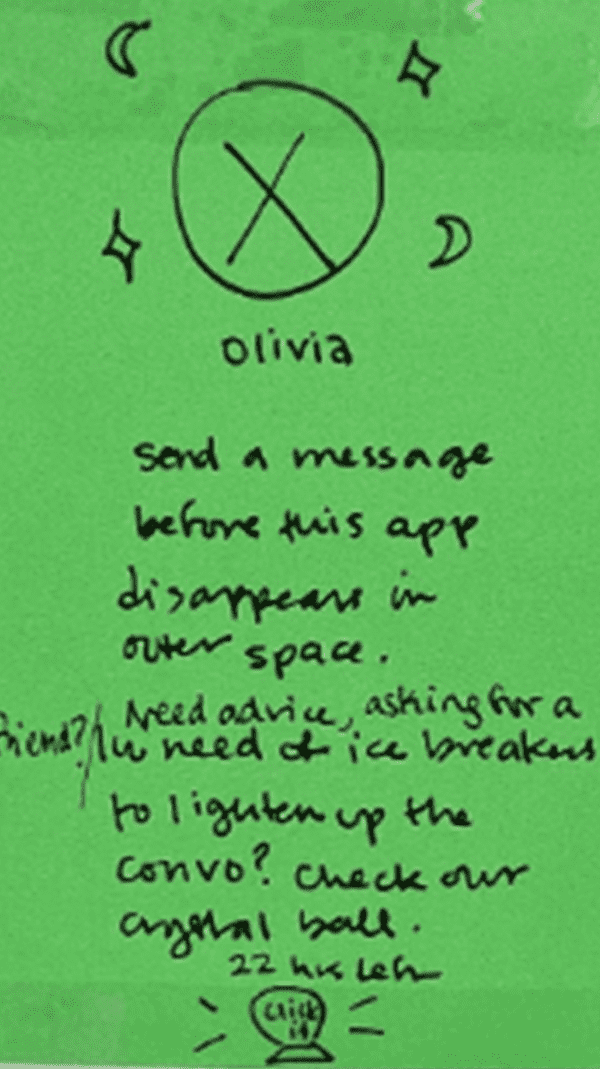 olivia
Send a message
before this app
disappears in
outer space.
Need advice, asking for a
friend? / In need of ice breakers
to lighten up the
convo? Check our
crystal ball.
22 hrs left
click
it